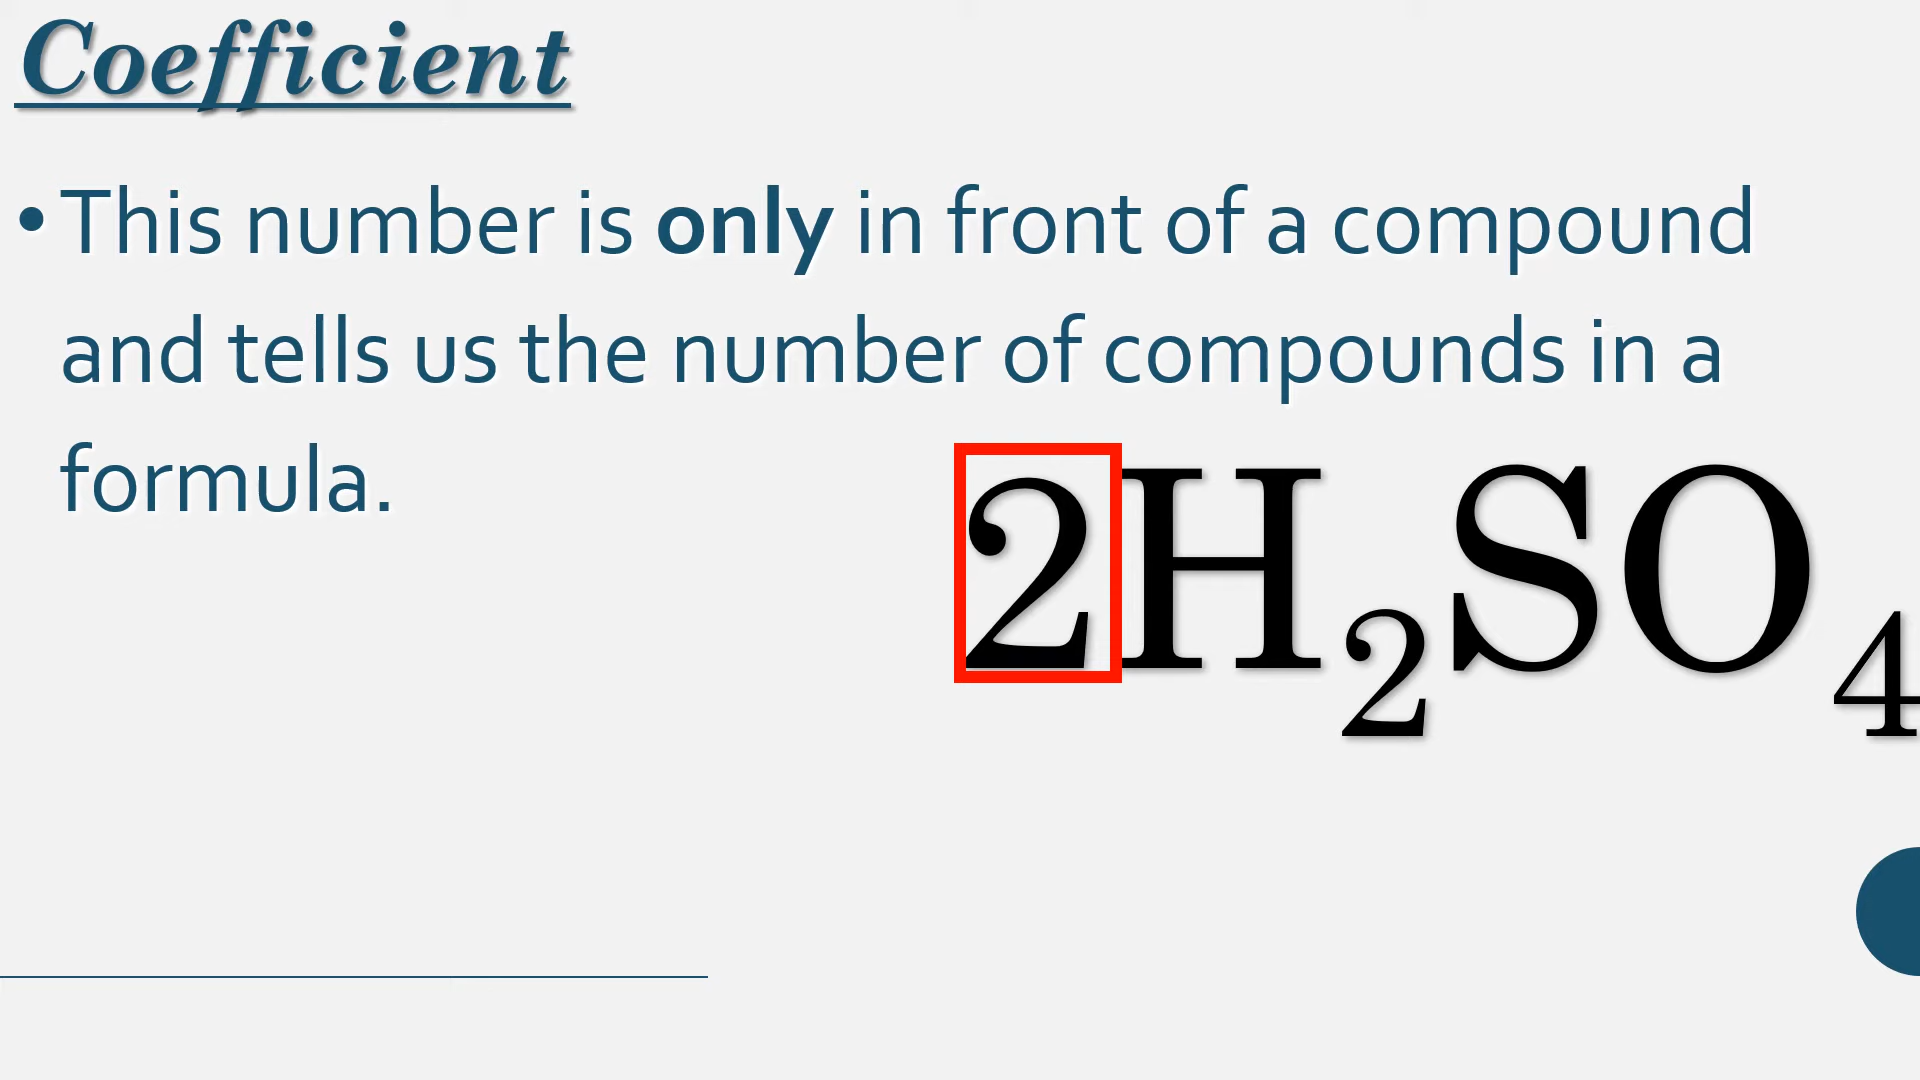 Coefficient
• This number is only in front of a compound
and tells us the number of compounds in a
formula.
2H₂SO₄